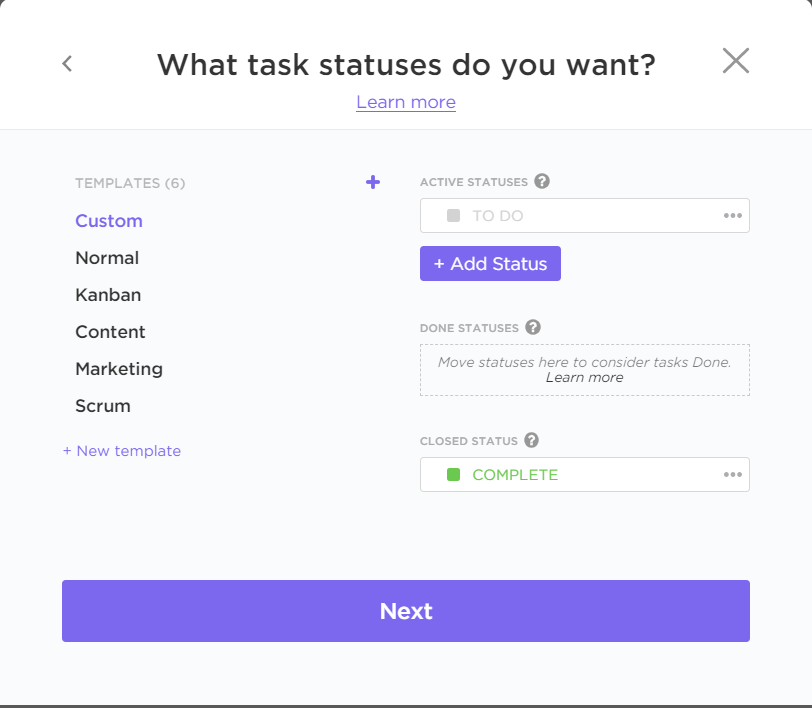 What task statuses do you want?
Learn more
TEMPLATES (6)
Custom
Normal
Kanban
Content
Marketing
Scrum
+ New template
ACTIVE STATUSES
TO DO
+ Add Status
DONE STATUSES
Move statuses here to consider tasks Done.
Learn more
CLOSED STATUS
COMPLETE
Next